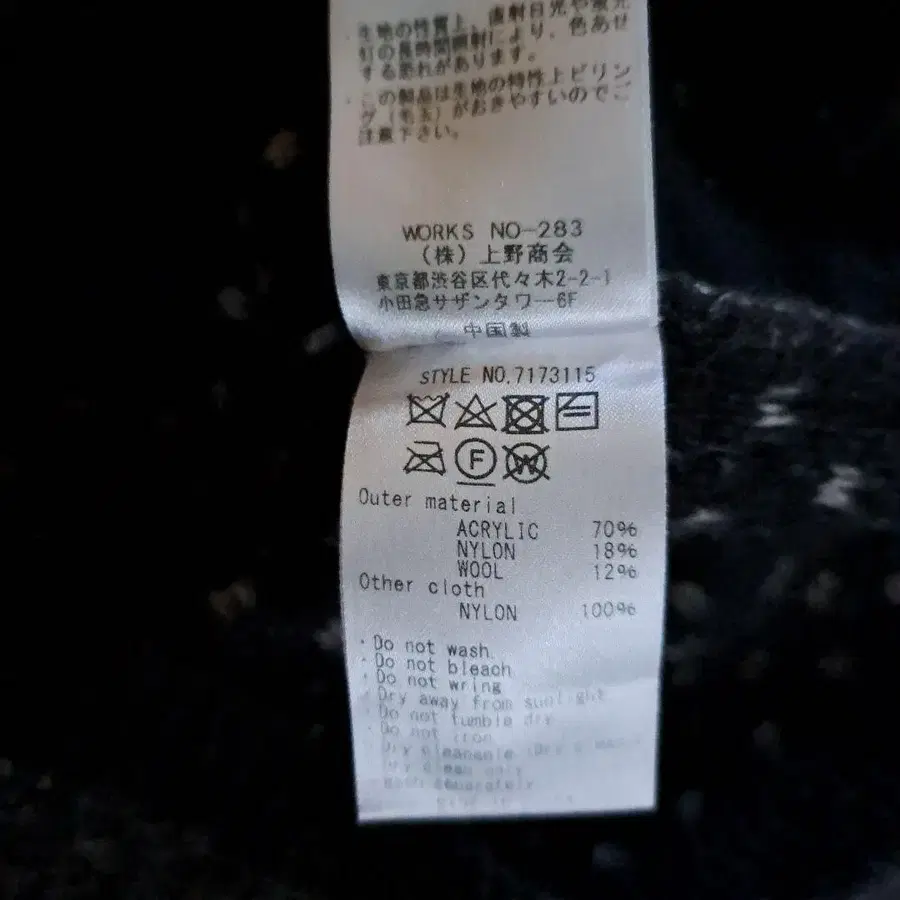 ・生地の性質上、直射日光や蛍光
灯の長時間照射により、色あせ
する恐れがあります。
・この製品は生地の特性上ピリン
グ(毛玉)がおきやすいのでご
注意下さい。
WORKS NO-283
(株)上野商会
東京都渋谷区代々木2-2-1
小田急サザンタワー6F
中国製
STYLE NO.7173115
F
W
Outer material
ACRYLIC 70%
NYLON 18%
WOOL 12%
Other cloth
NYLON 100%
・Do not wash.
・Do not bleach
・Do not wring
・Dry away from sunlight
・Do not tumble dry
・Do not iron
Dry cleanable
Dry clean only
separately